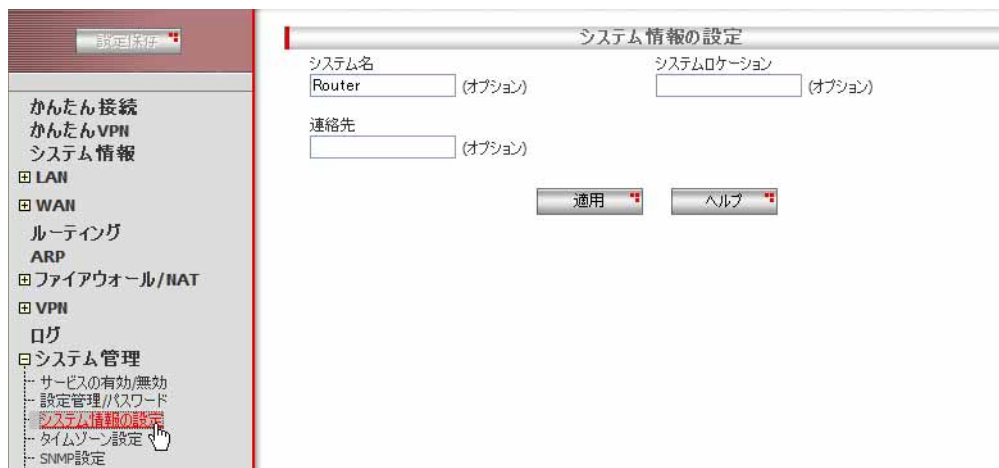 設定保存
かんたん接続
かんたんVPN
システム情報
LAN
WAN
ルーティング
ARP
ファイアウォール/NAT
VPN
ログ
システム管理
サービスの有効/無効
設定管理/パスワード
システム情報の設定
タイムゾーン設定
SNMP設定
システム情報の設定
システム名
システムロケーション
Router (オプション)
(オプション)
連絡先
(オプション)
適用
ヘルプ